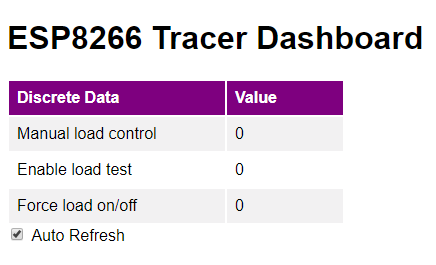 ESP8266 Tracer Dashboard
Discrete Data Value
Manual load control 0
Enable load test 0
Force load on/off 0
Auto Refresh